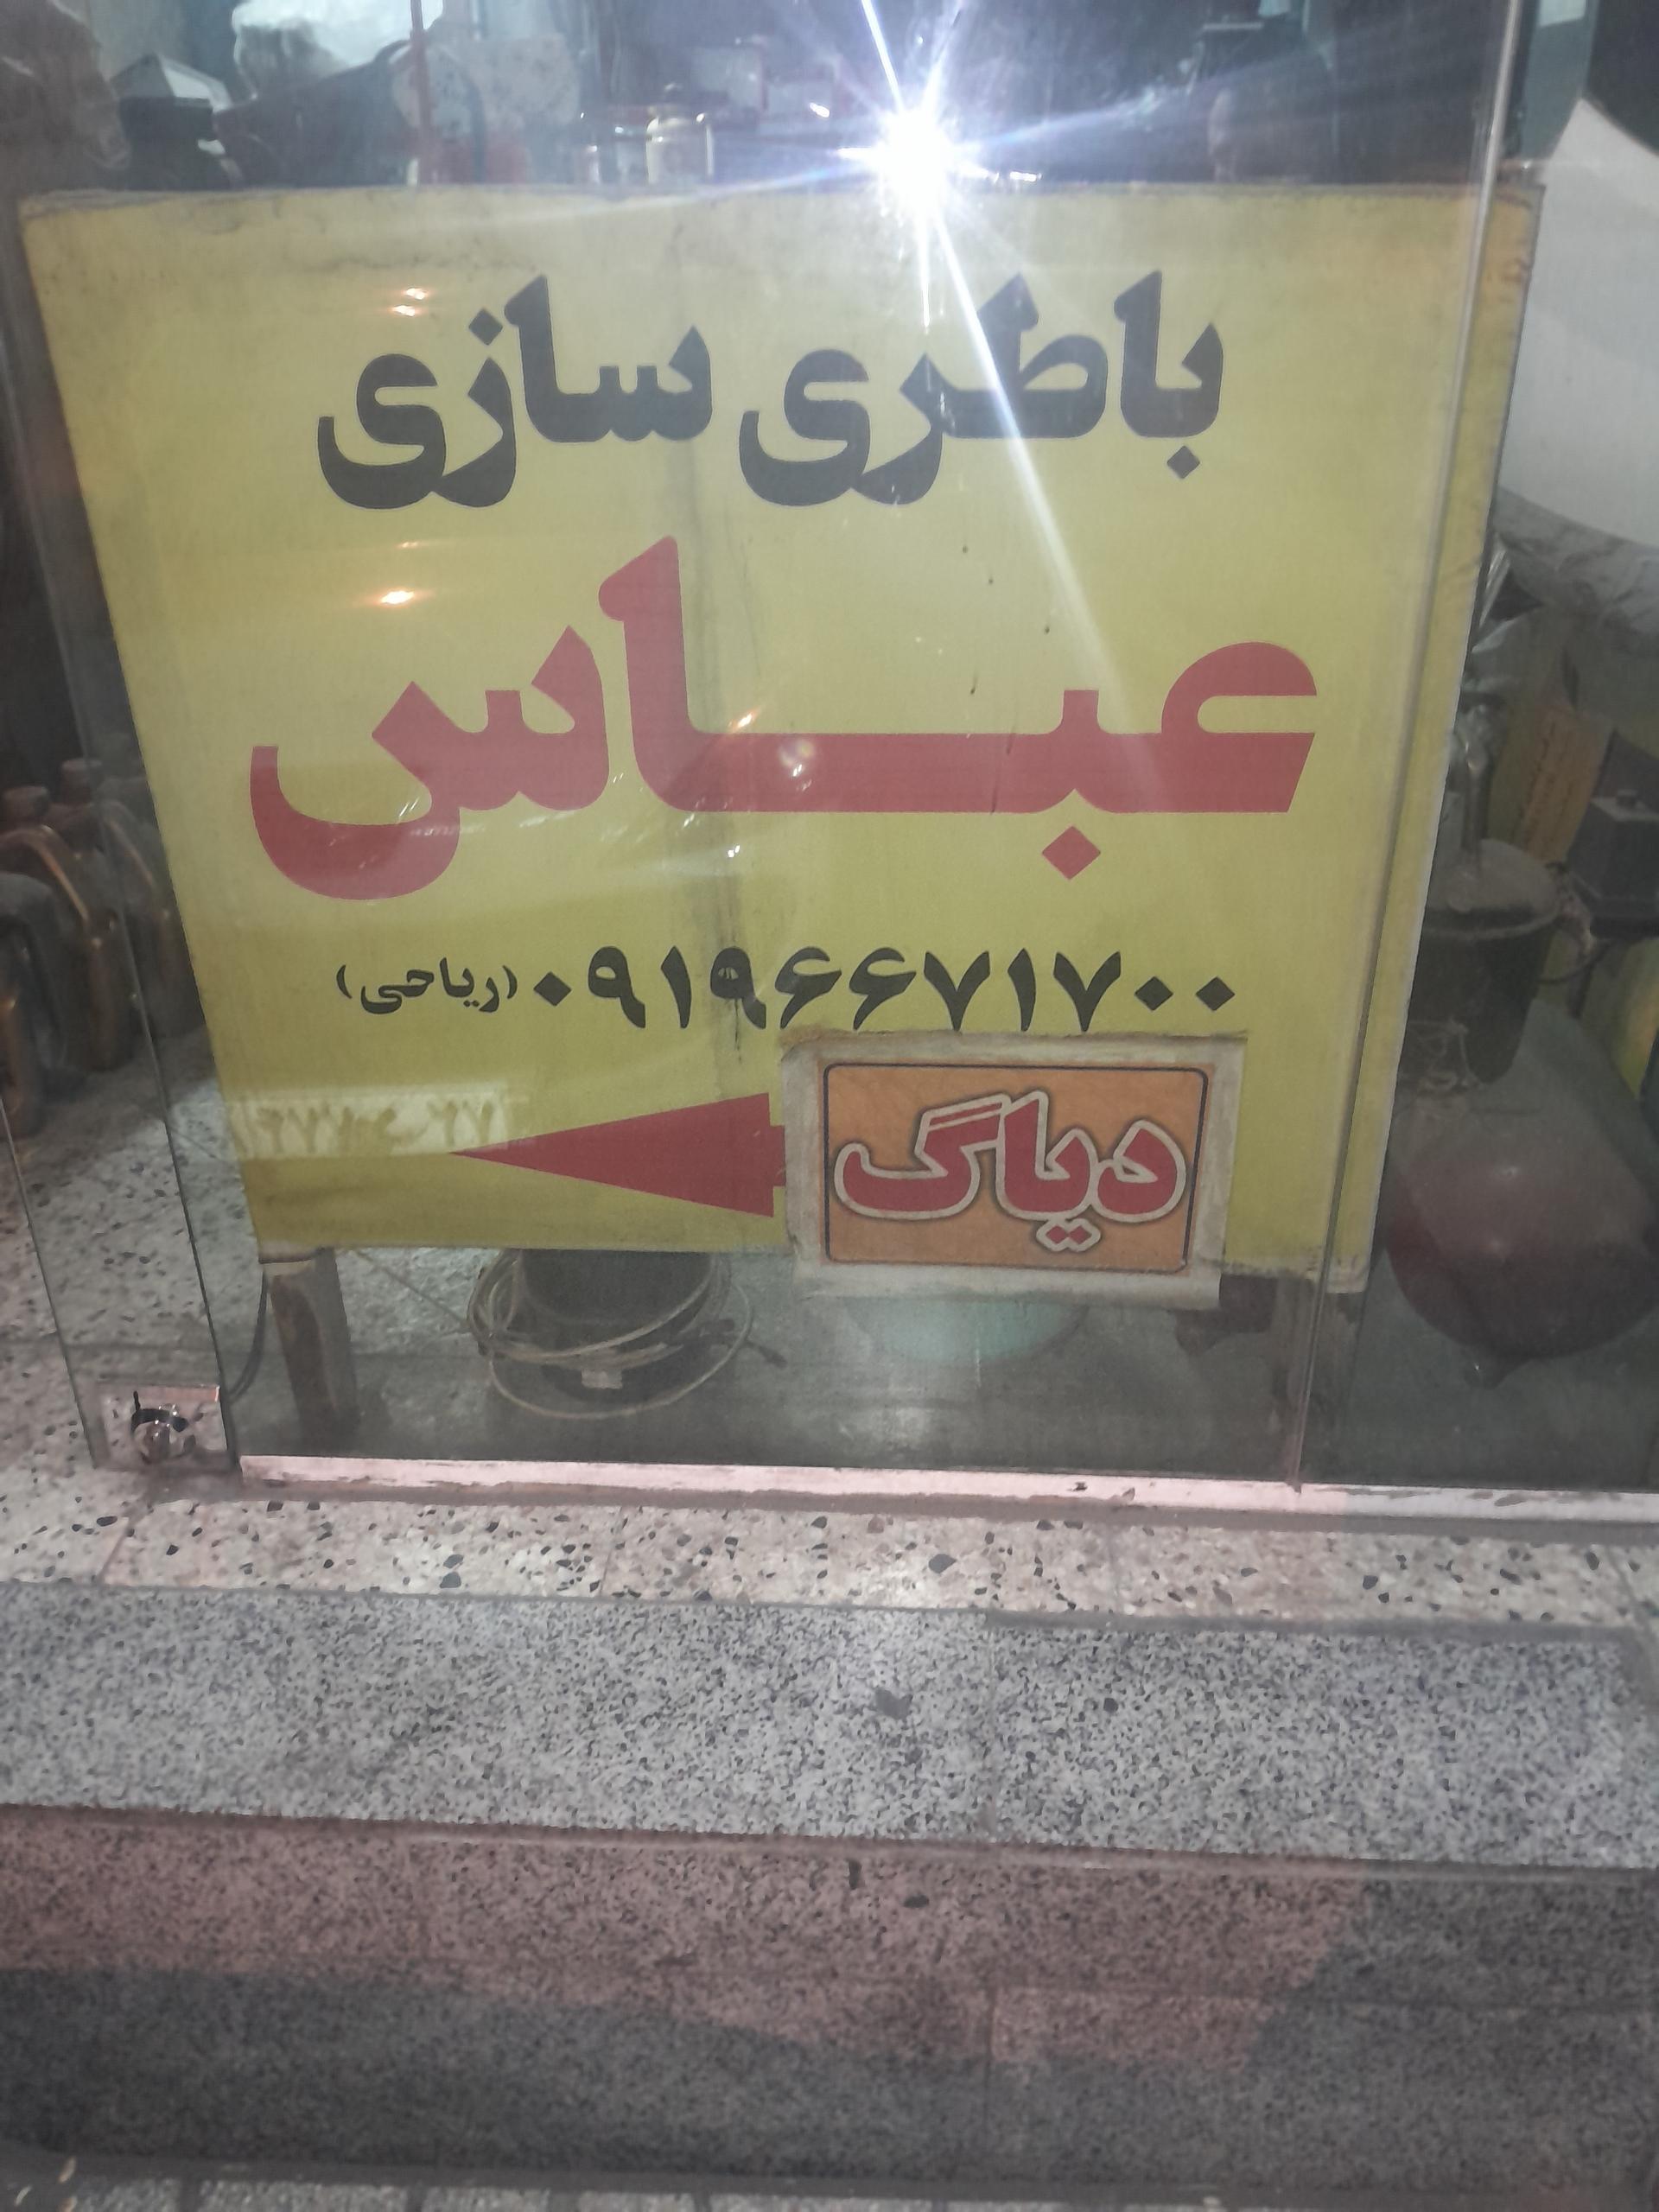 باطری سازی
عباس
۰۹۱۹۶۶۷۱۷۰۰ (ریاحی)
دیاگ